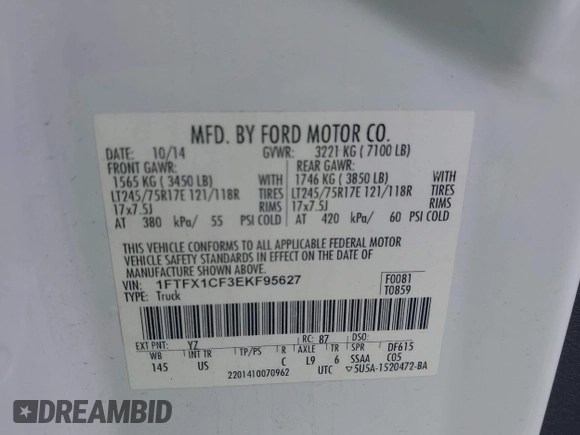 MFD. BY FORD MOTOR CO.
DATE: 10/14 GVWR: 3221 KG ( 7100 LB)
FRONT GAWR: REAR GAWR:
1565 KG ( 3450 LB) WITH 1746 KG ( 3850 LB) WITH
LT245/75R17E 121/118R TIRES LT245/75R17E 121/118R TIRES
17x7.5J RIMS 17x7.5J RIMS
AT 380 kPa/ 55 PSI COLD AT 420 kPa/ 60 PSI COLD
THIS VEHICLE CONFORMS TO ALL APPLICABLE FEDERAL MOTOR
VEHICLE SAFETY STANDARDS IN EFFECT ON THE DATE OF
MANUFACTURE SHOWN ABOVE.
VIN: 1FTFX1CF3EKF95627 F0081
TYPE: Truck T0859
EXT PNT: YZ RC: 87 DSO:
WB INT TR TP/PS R AXLE TR SPR DF615
145 US C L9 6 SSAA C05
2201410070962 UTC ▽5U5A-1520472-BA
DREAMBID